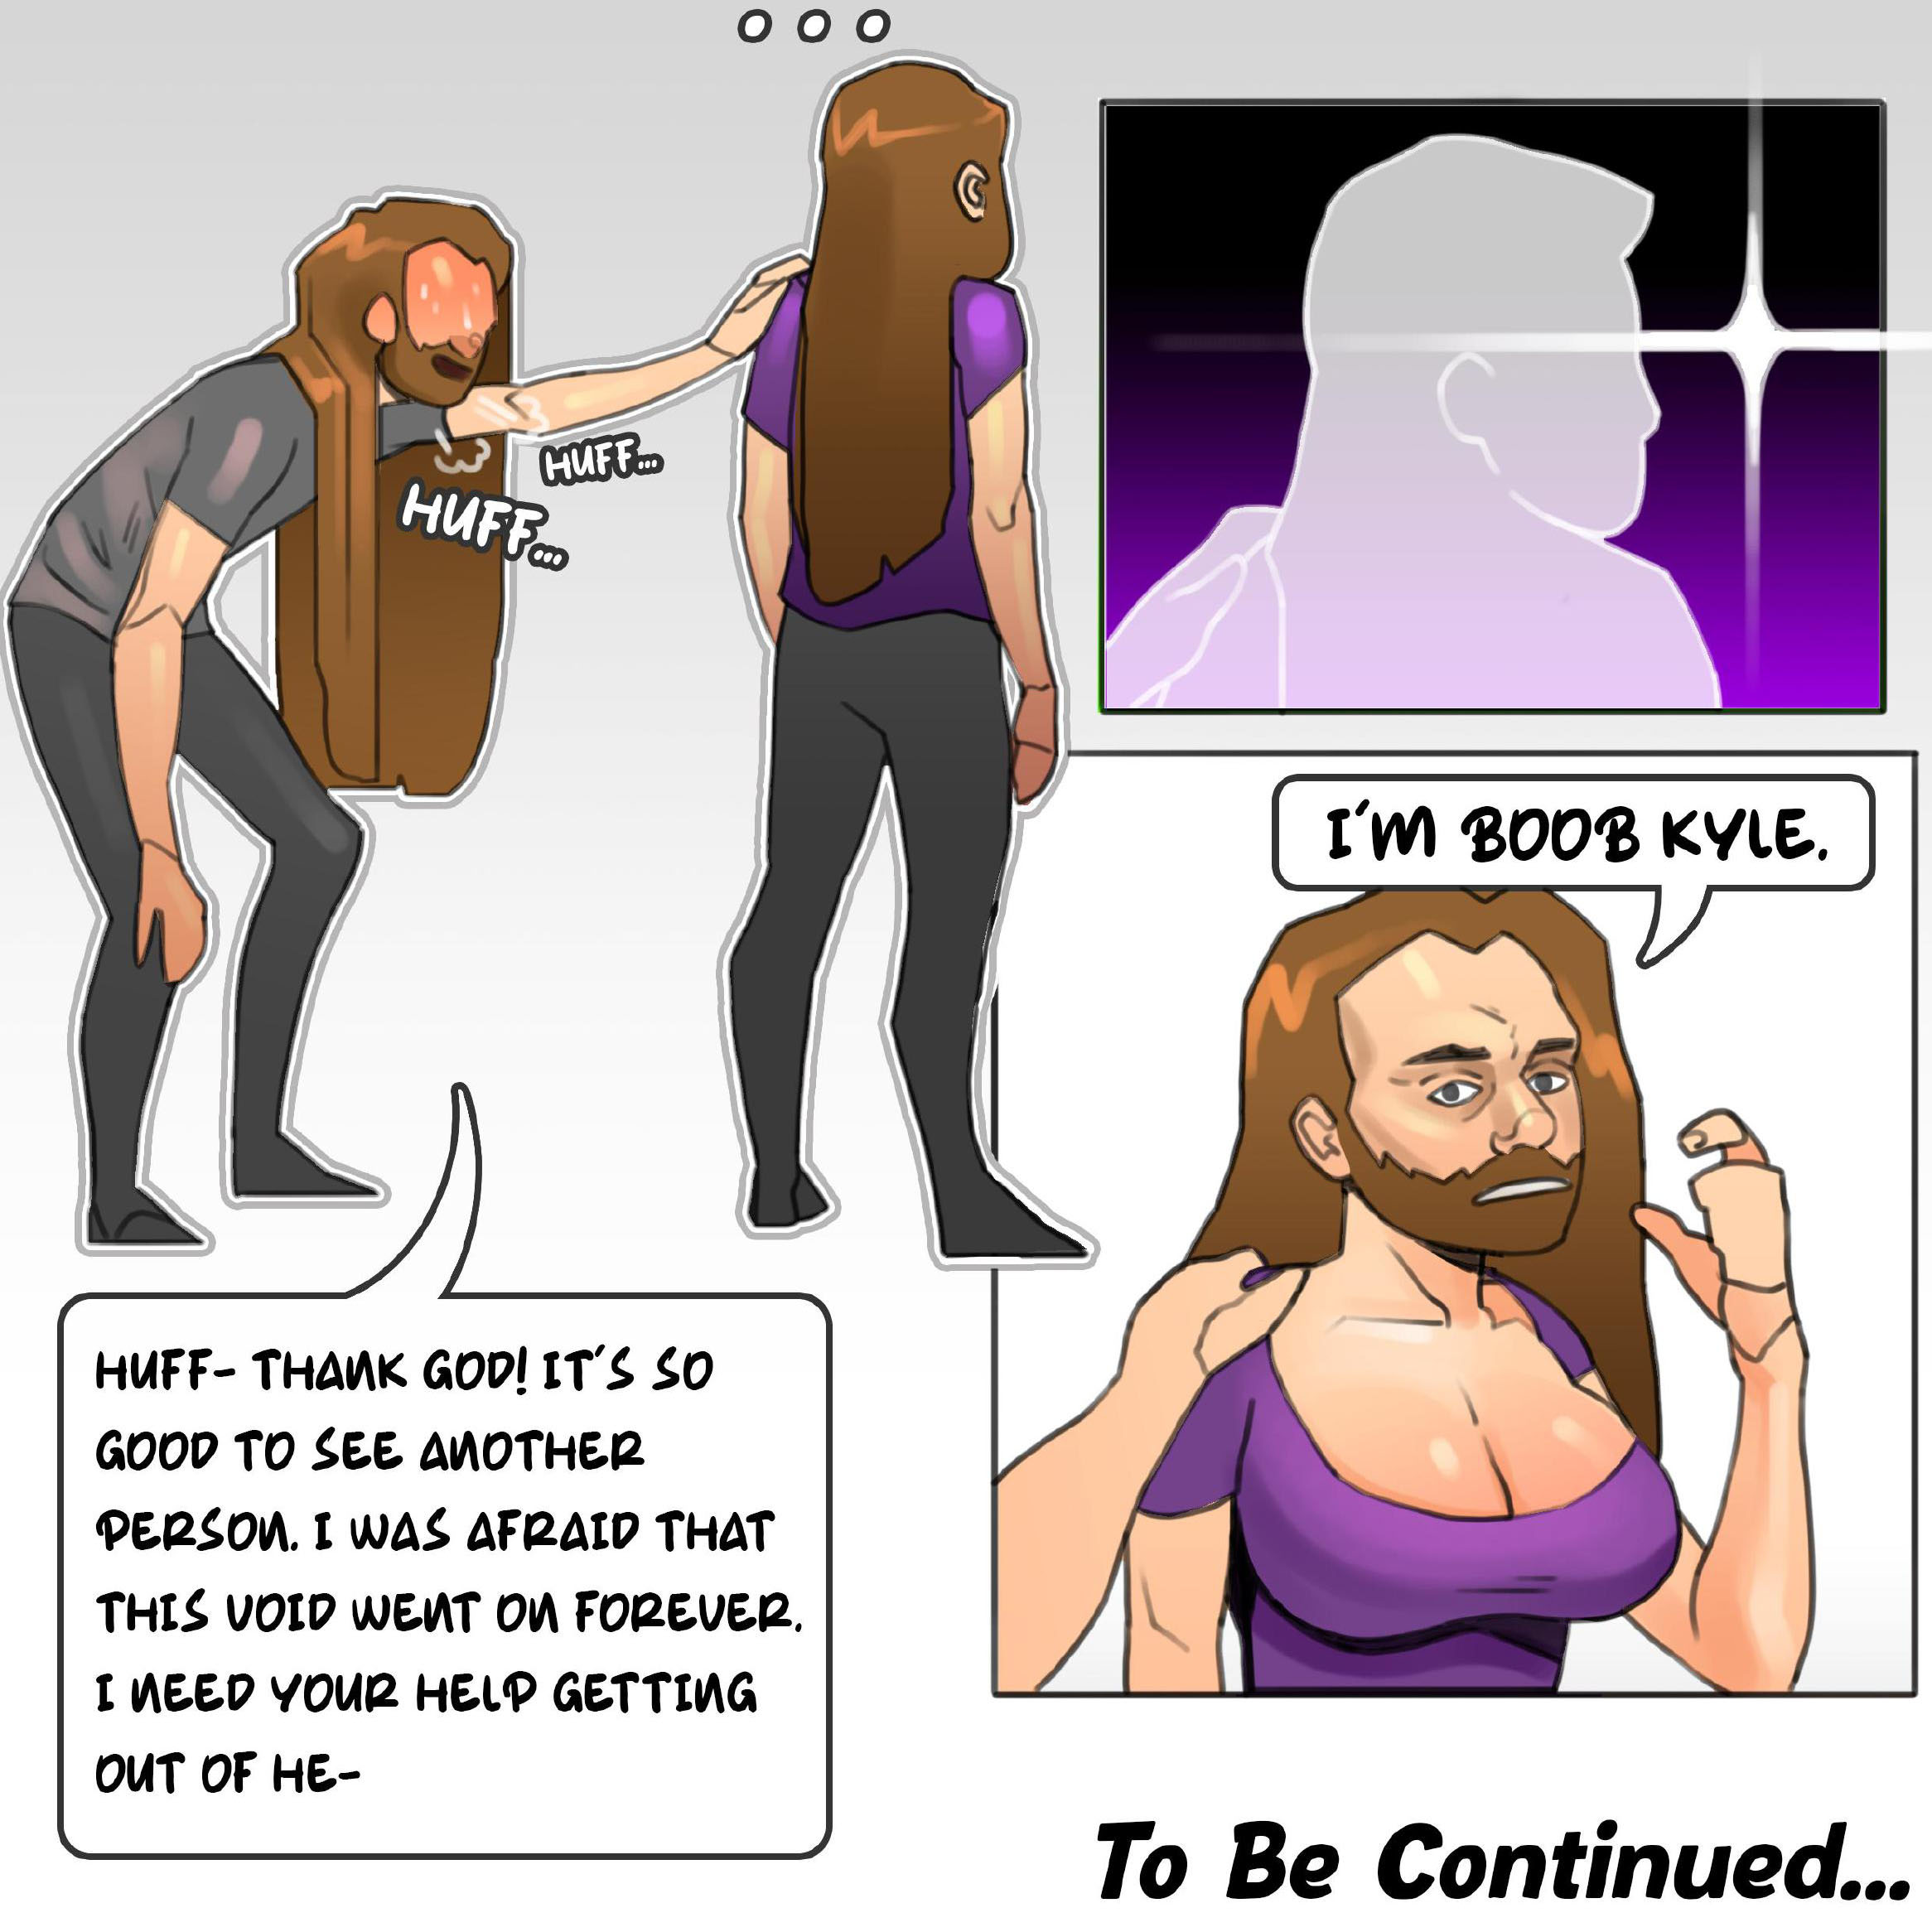 o o o
HUFF...
HUFF...
I'M BOOB KYLE.
HUFF- THANK GOD! IT'S SO
GOOD TO SEE ANOTHER
PERSON. I WAS AFRAID THAT
THIS VOID WENT ON FOREVER.
I NEED YOUR HELP GETTING
OUT OF HE-
To Be Continued...